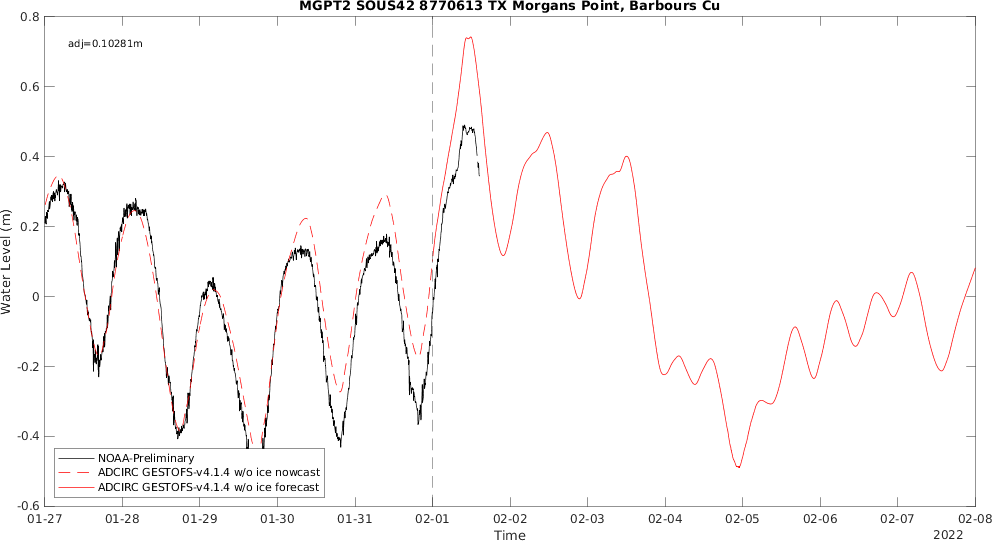 MGPT2 SOUS42 8770613 TX Morgans Point, Barbours Cu
adj=0.10281m
Water Level (m)
0.8
0.6
0.4
0.2
0
-0.2
-0.4
-0.6
NOAA-Preliminary
ADCIRC GESTOFS-v4.1.4 w/o ice nowcast
ADCIRC GESTOFS-v4.1.4 w/o ice forecast
01-27 01-28 01-29 01-30 01-31 02-01 02-02 02-03 02-04 02-05 02-06 02-07 02-08
Time
2022